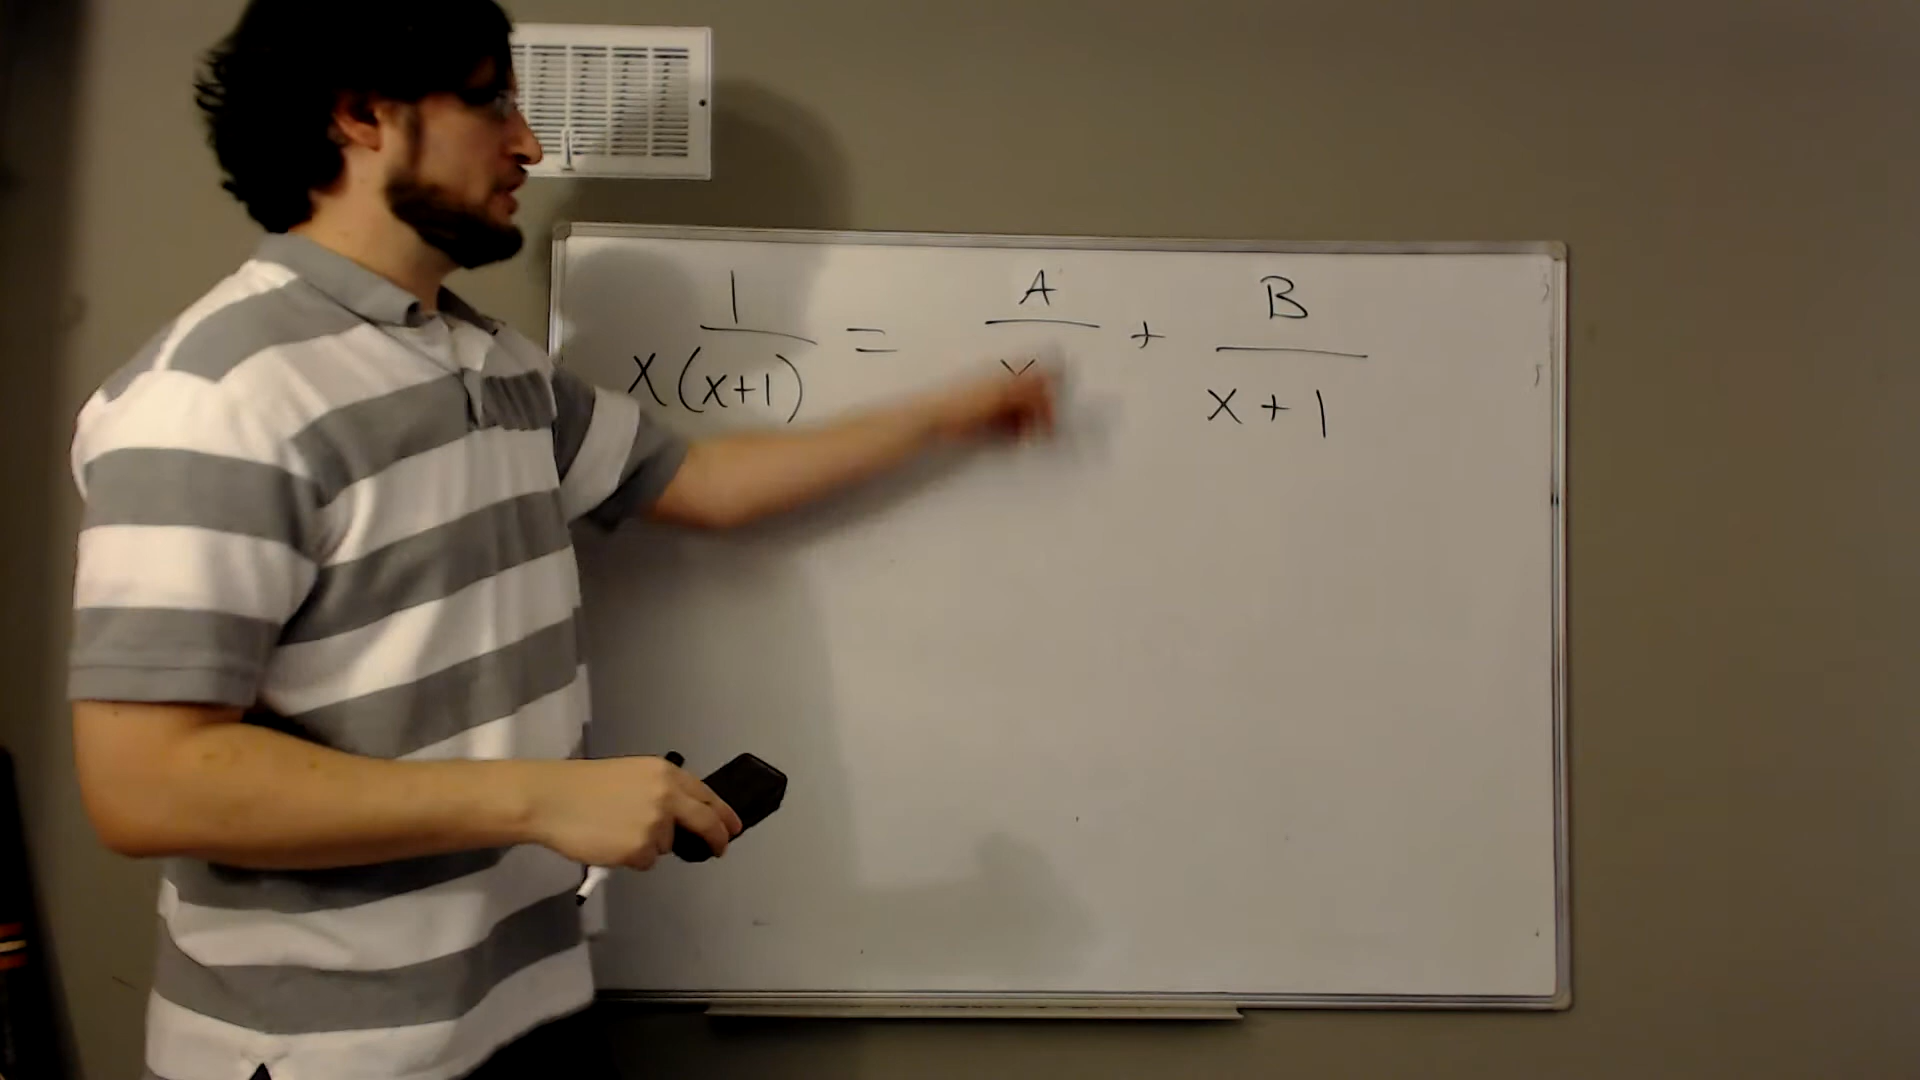 1/x(x+1) = A/x + B/x+1